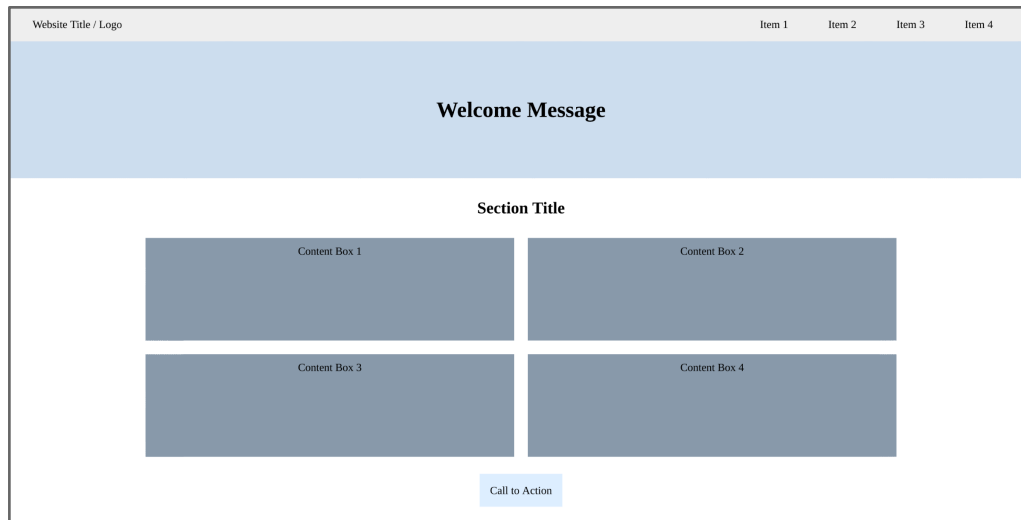 Website Title / Logo Item 1 Item 2 Item 3 Item 4
Welcome Message
Section Title
Content Box 1 Content Box 2
Content Box 3 Content Box 4
Call to Action